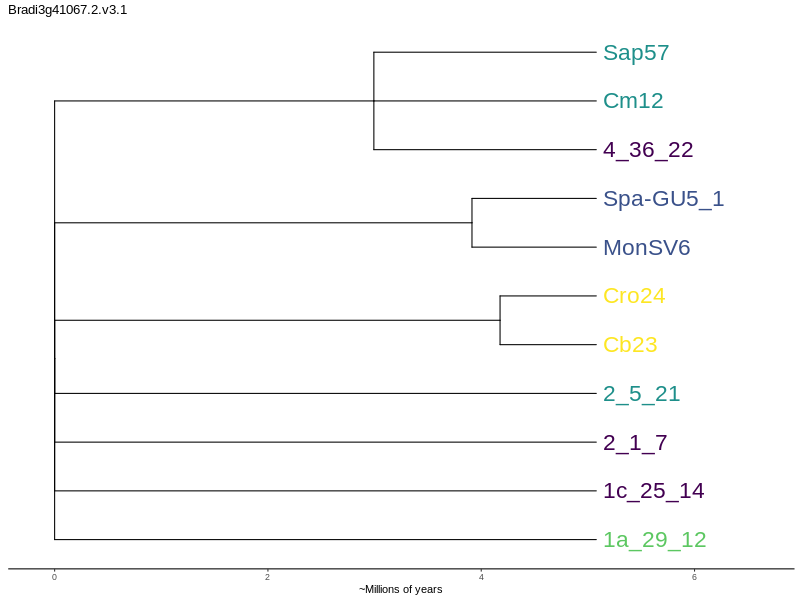 Bradi3g41067.2.v3.1
Sap57
Cm12
4_36_22
Spa-GU5_1
MonSV6
Cro24
Cb23
2_5_21
2_1_7
1c_25_14
1a_29_12
0 2 4 6
~Millions of years